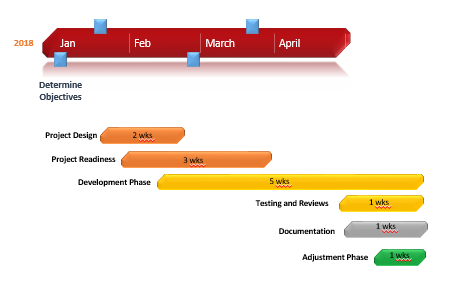 2018
Jan Feb March April
Determine
Objectives
Project Design 2 wks
Project Readiness 3 wks
Development Phase 5 wks
Testing and Reviews 1 wks
Documentation 1 wks
Adjustment Phase 1 wks